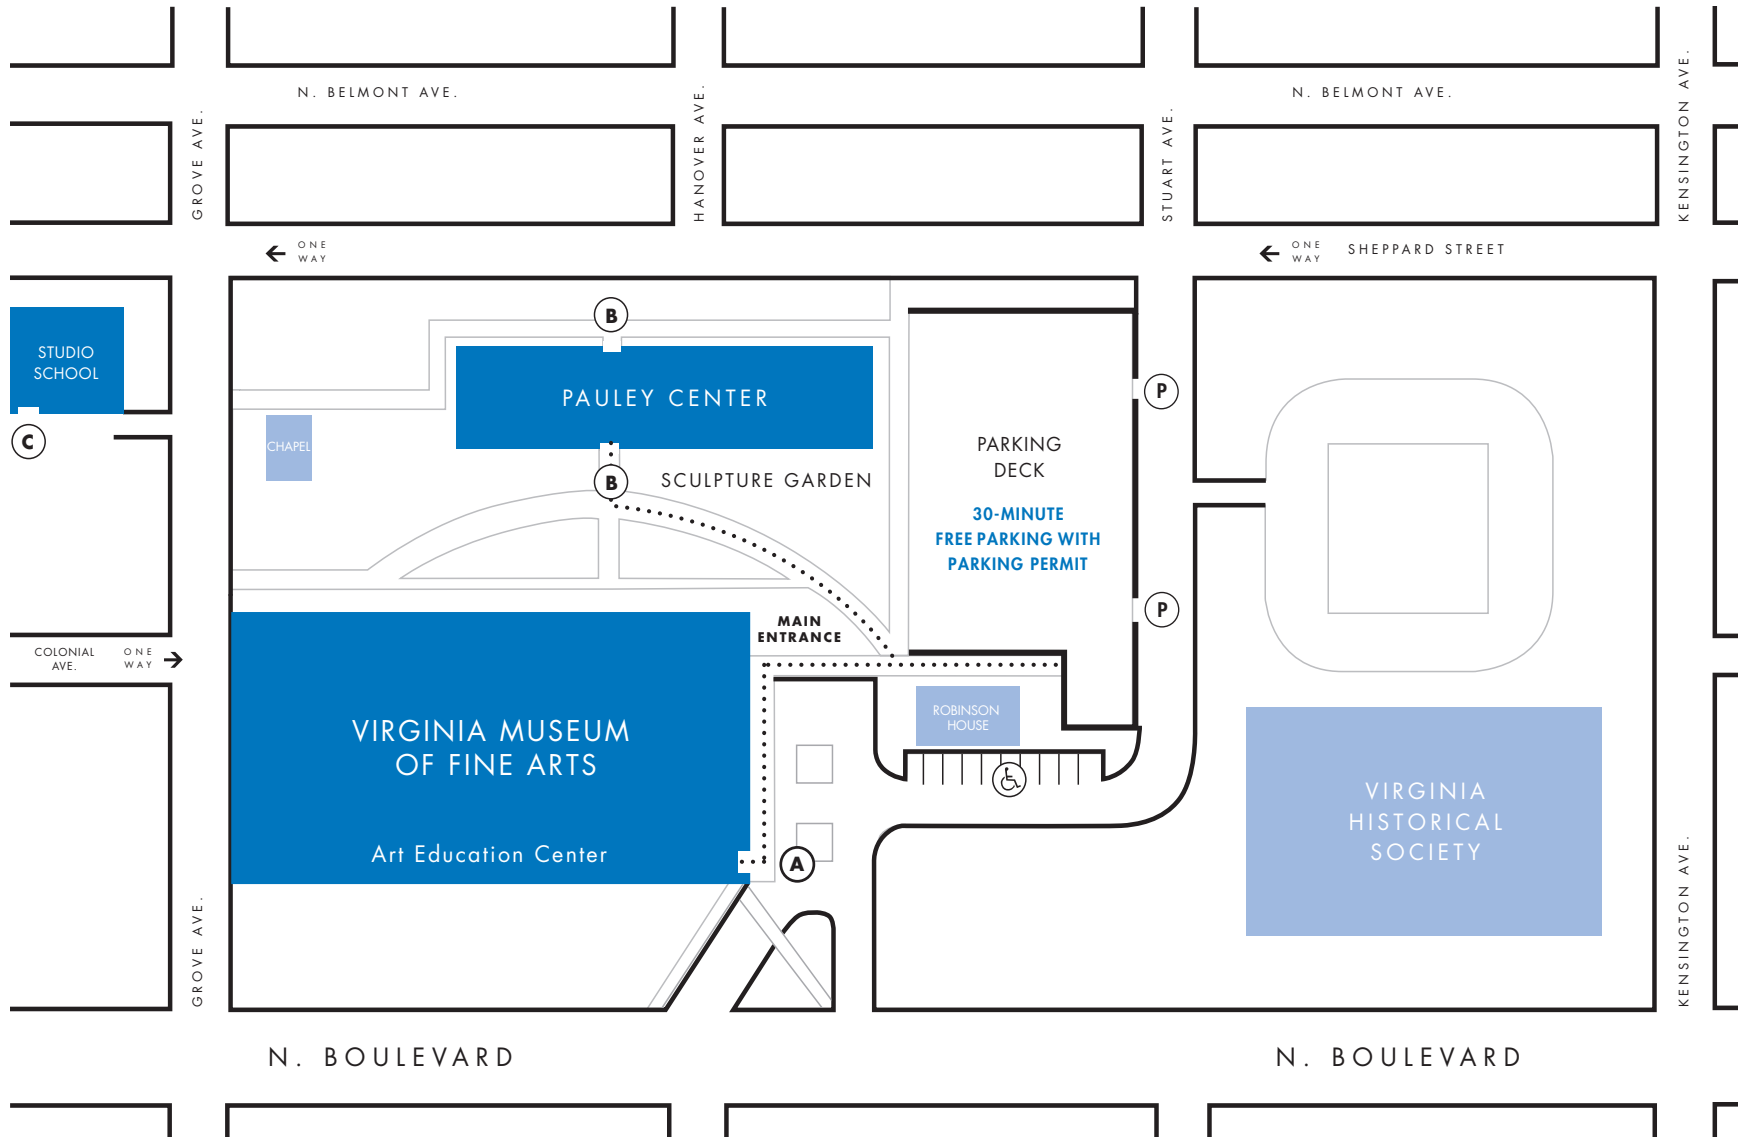 N. BELMONT AVE.
N. BELMONT AVE.
GROVE AVE.
HANOVER AVE.
STUART AVE.
KENSINGTON AVE.
ONE
WAY
ONE
WAY
SHEPPARD STREET
B
STUDIO
SCHOOL
PAULEY CENTER
P
C
CHAPEL
PARKING
DECK
B
SCULPTURE GARDEN
30-MINUTE
FREE PARKING WITH
PARKING PERMIT
P
MAIN
ENTRANCE
COLONIAL
AVE.
ONE
WAY
ROBINSON
HOUSE
VIRGINIA MUSEUM
OF FINE ARTS
Art Education Center
A
VIRGINIA
HISTORICAL
SOCIETY
GROVE AVE.
KENSINGTON AVE.
N. BOULEVARD
N. BOULEVARD